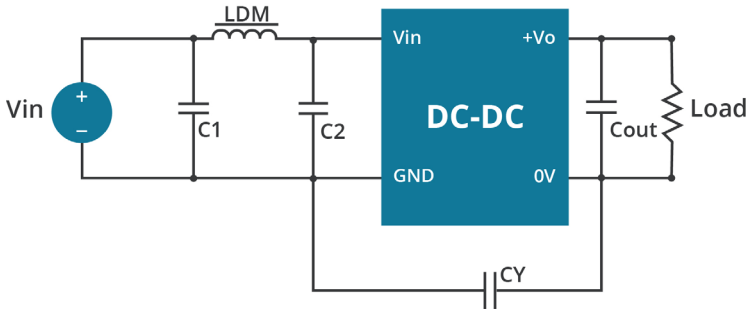 LDM
Vin
+
−
C1
C2
Vin
+Vo
DC-DC
GND
0V
Cout
Load
CY